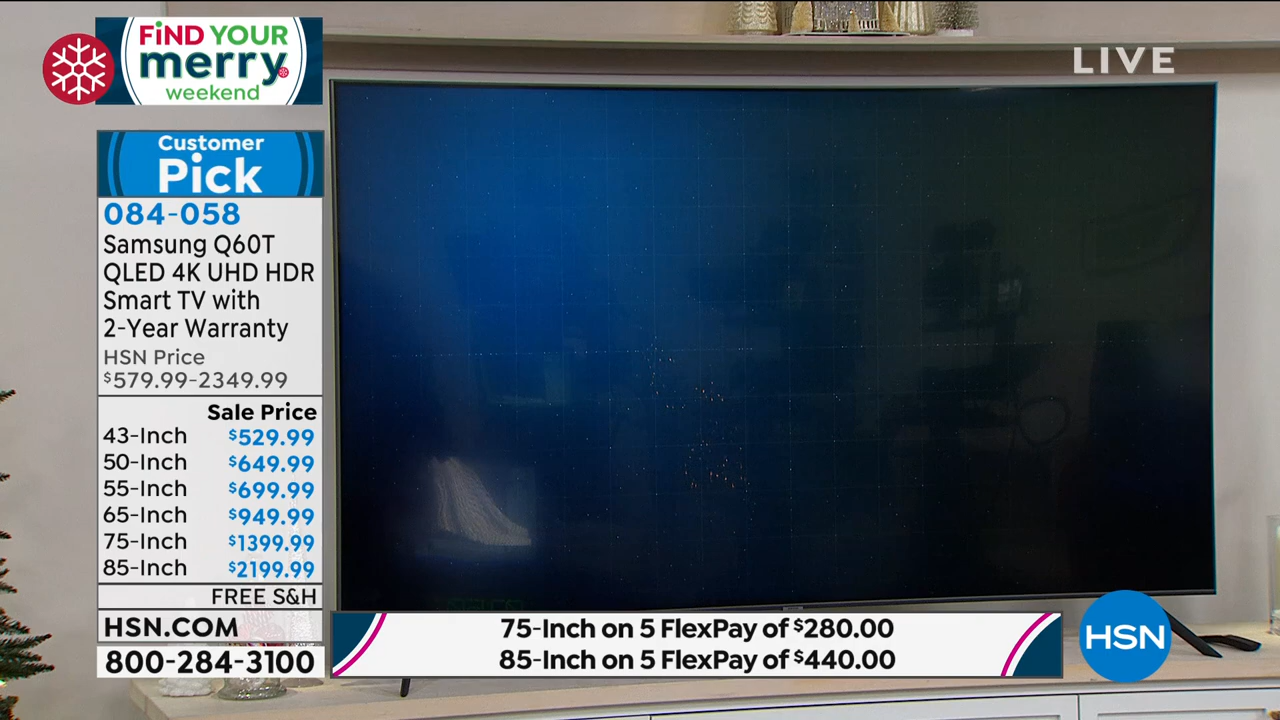 FiND YOUR
merry
weekend
LIVE
Customer
Pick
084-058
Samsung Q60T
QLED 4K UHD HDR
Smart TV with
2-Year Warranty
HSN Price
$579.99-2349.99
Sale Price
43-Inch $529.99
50-Inch $649.99
55-Inch $699.99
65-Inch $949.99
75-Inch $1399.99
85-Inch $2199.99
FREE S&H
HSN.COM
800-284-3100
75-Inch on 5 FlexPay of $280.00
85-Inch on 5 FlexPay of $440.00
HSN